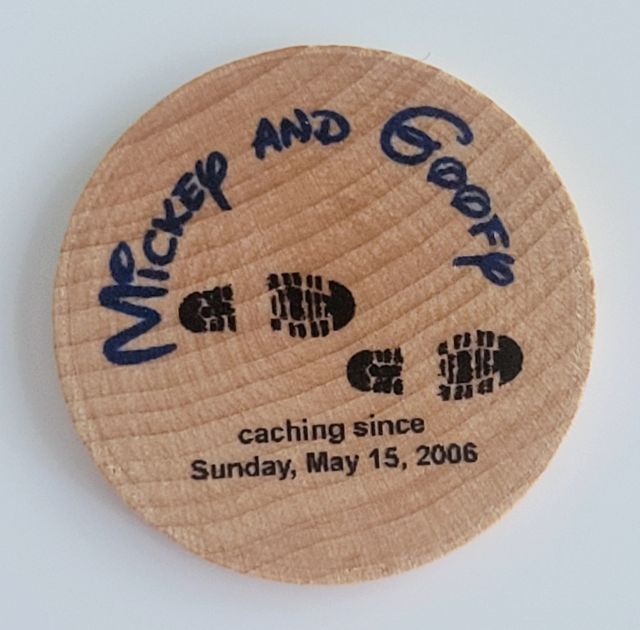 Mickey and Goofy
caching since
Sunday, May 15, 2006